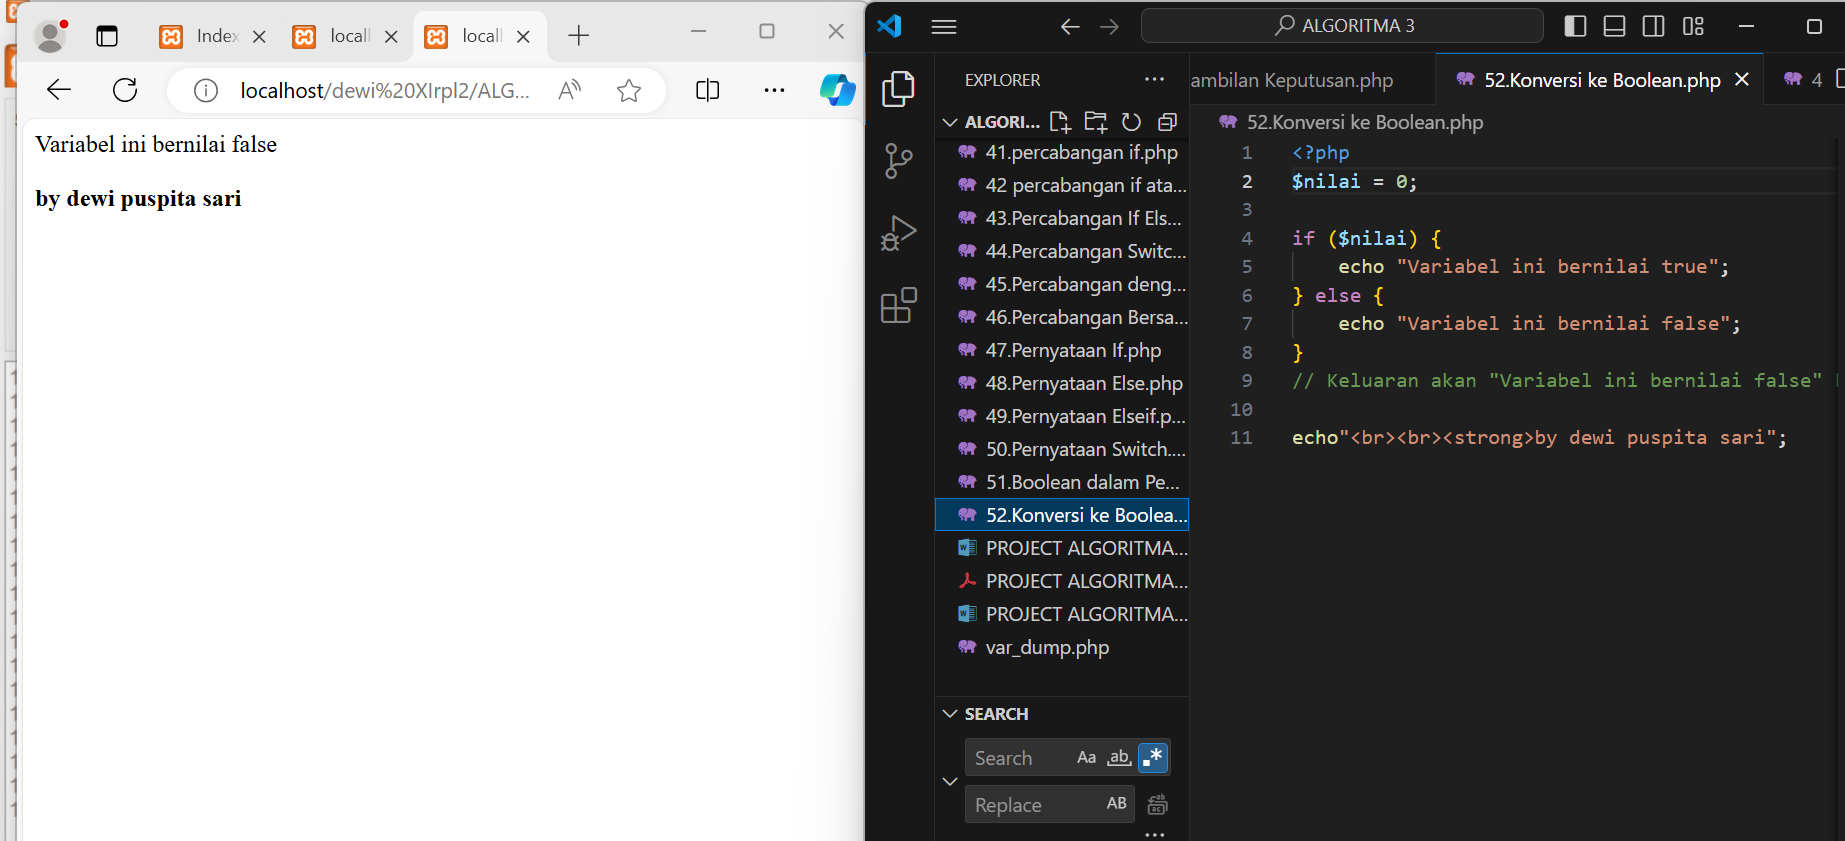 Index
locall
locall
localhost/dewi%20XIrpl2/ALG...
Variabel ini bernilai false
by dewi puspita sari
ALGORITMA 3
EXPLORER
ALGORI...
41.percabangan if.php
42 percabangan if ata...
43.Percabangan If Els...
44.Percabangan Switc...
45.Percabangan deng...
46.Percabangan Bersa...
47.Pernyataan If.php
48.Pernyataan Else.php
49.Pernyataan Elseif.p...
50.Pernyataan Switch....
51.Boolean dalam Pe...
52.Konversi ke Boolea...
PROJECT ALGORITMA...
PROJECT ALGORITMA...
PROJECT ALGORITMA...
var_dump.php
SEARCH
Search Aa ab .*
Replace AB
ambilan Keputusan.php
52.Konversi ke Boolean.php
4
52.Konversi ke Boolean.php
1 <?php
2 $nilai = 0;
3
4 if ($nilai) {
5 echo "Variabel ini bernilai true";
6 } else {
7 echo "Variabel ini bernilai false";
8 }
9 // Keluaran akan "Variabel ini bernilai false"
10
11 echo"<br><br><strong>by dewi puspita sari";